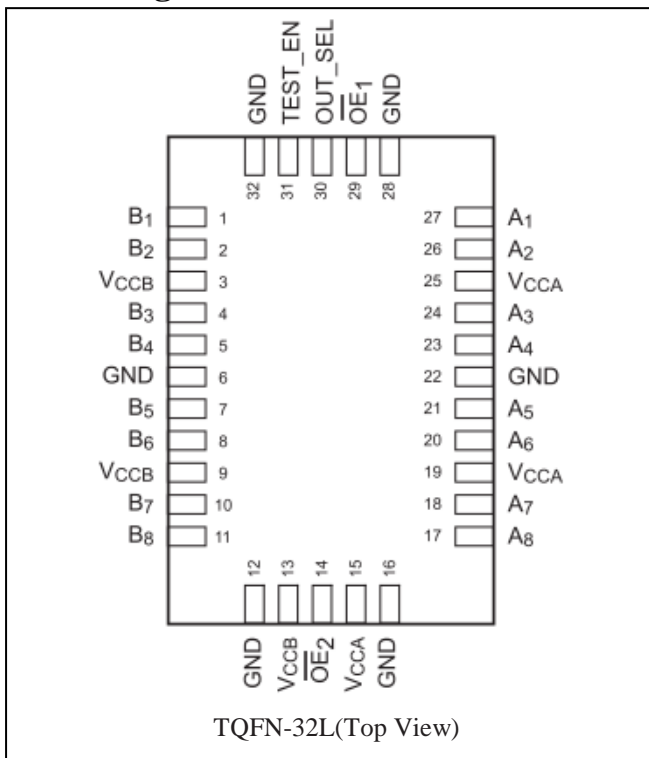 GND TEST_EN OUT_SEL OE1 GND
32 31 30 29 28
B1 1 27 A1
B2 2 26 A2
VCCB 3 25 VCCA
B3 4 24 A3
B4 5 23 A4
GND 6 22 GND
B5 7 21 A5
B6 8 20 A6
VCCB 9 19 VCCA
B7 10 18 A7
B8 11 17 A8
12 13 14 15 16
GND VCCB OE2 VCCA GND
TQFN-32L(Top View)